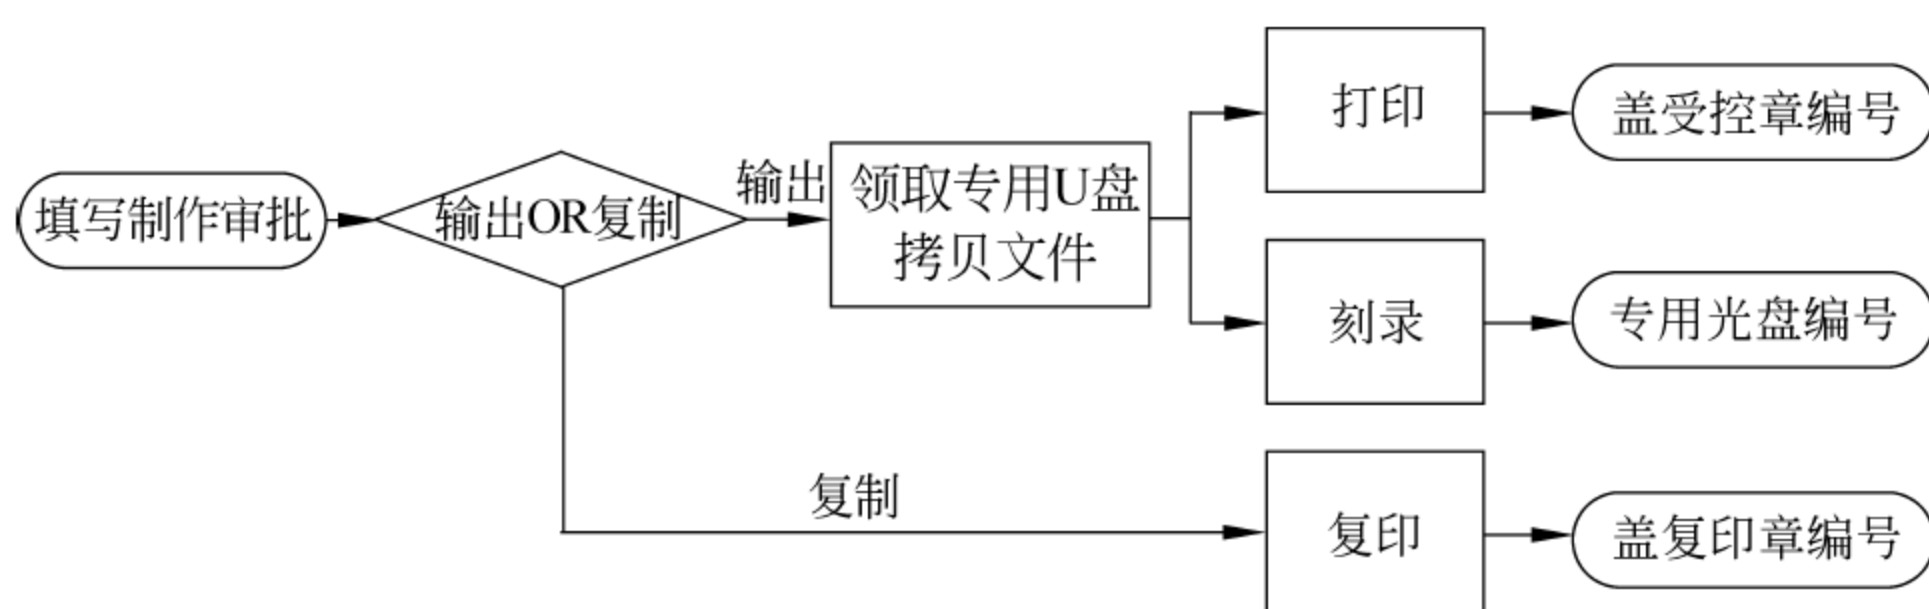 填写制作审批
输出OR复制
输出
领取专用U盘
拷贝文件
打印
盖受控章编号
刻录
专用光盘编号
复制
复印
盖复印章编号